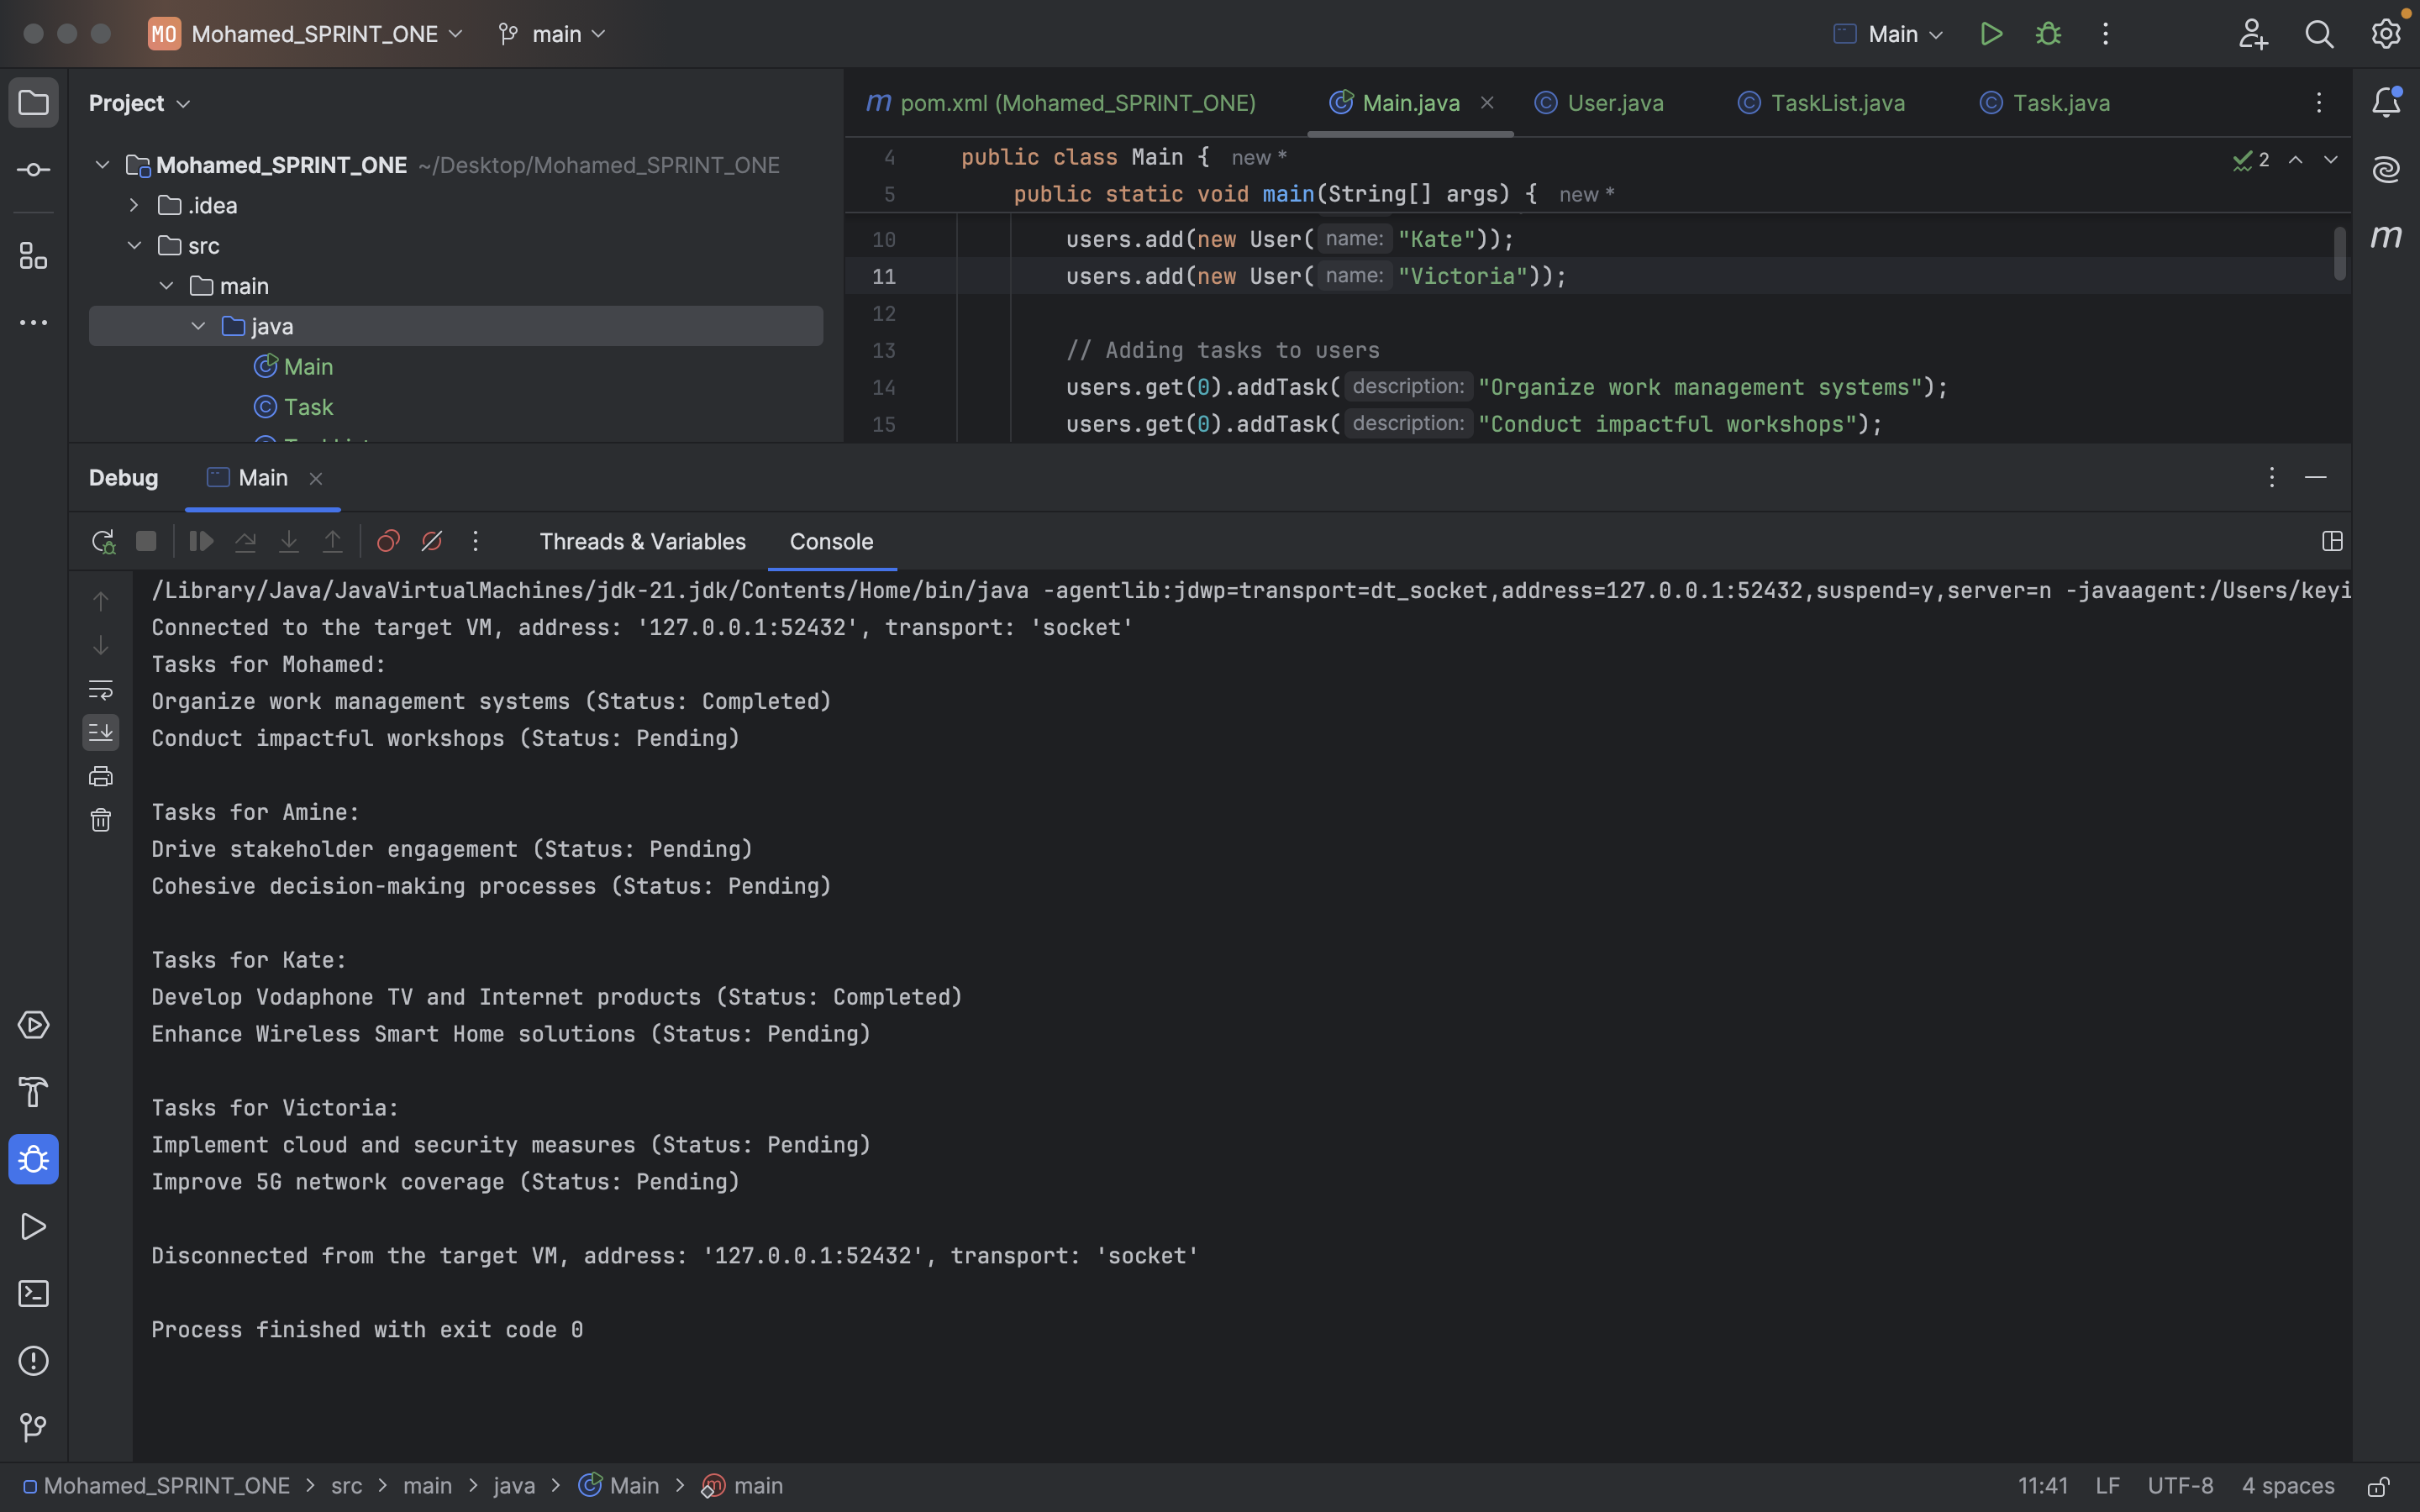 MO Mohamed_SPRINT_ONE main Main
Project
pom.xml (Mohamed_SPRINT_ONE) Main.java User.java TaskList.java Task.java
Mohamed_SPRINT_ONE ~/Desktop/Mohamed_SPRINT_ONE
.idea
src
main
java
Main
Task
4 public class Main { new *
2
5 public static void main(String[] args) { new *
10 users.add(new User( name: "Kate"));
11 users.add(new User( name: "Victoria"));
12
13 // Adding tasks to users
14 users.get(0).addTask( description: "Organize work management systems");
15 users.get(0).addTask( description: "Conduct impactful workshops");
Debug Main
Threads & Variables Console
/Library/Java/JavaVirtualMachines/jdk-21.jdk/Contents/Home/bin/java -agentlib:jdwp=transport=dt_socket,address=127.0.0.1:52432,suspend=y,server=n -javaagent:/Users/keyi
Connected to the target VM, address: '127.0.0.1:52432', transport: 'socket'
Tasks for Mohamed:
Organize work management systems (Status: Completed)
Conduct impactful workshops (Status: Pending)
Tasks for Amine:
Drive stakeholder engagement (Status: Pending)
Cohesive decision-making processes (Status: Pending)
Tasks for Kate:
Develop Vodaphone TV and Internet products (Status: Completed)
Enhance Wireless Smart Home solutions (Status: Pending)
Tasks for Victoria:
Implement cloud and security measures (Status: Pending)
Improve 5G network coverage (Status: Pending)
Disconnected from the target VM, address: '127.0.0.1:52432', transport: 'socket'
Process finished with exit code 0
Mohamed_SPRINT_ONE > src > main > java > Main > main 11:41 LF UTF-8 4 spaces